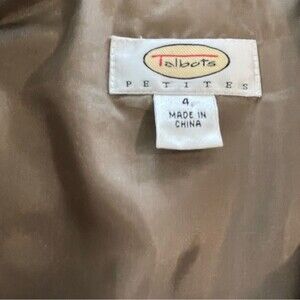 Talbots
PETITES
4
MADE IN
CHINA